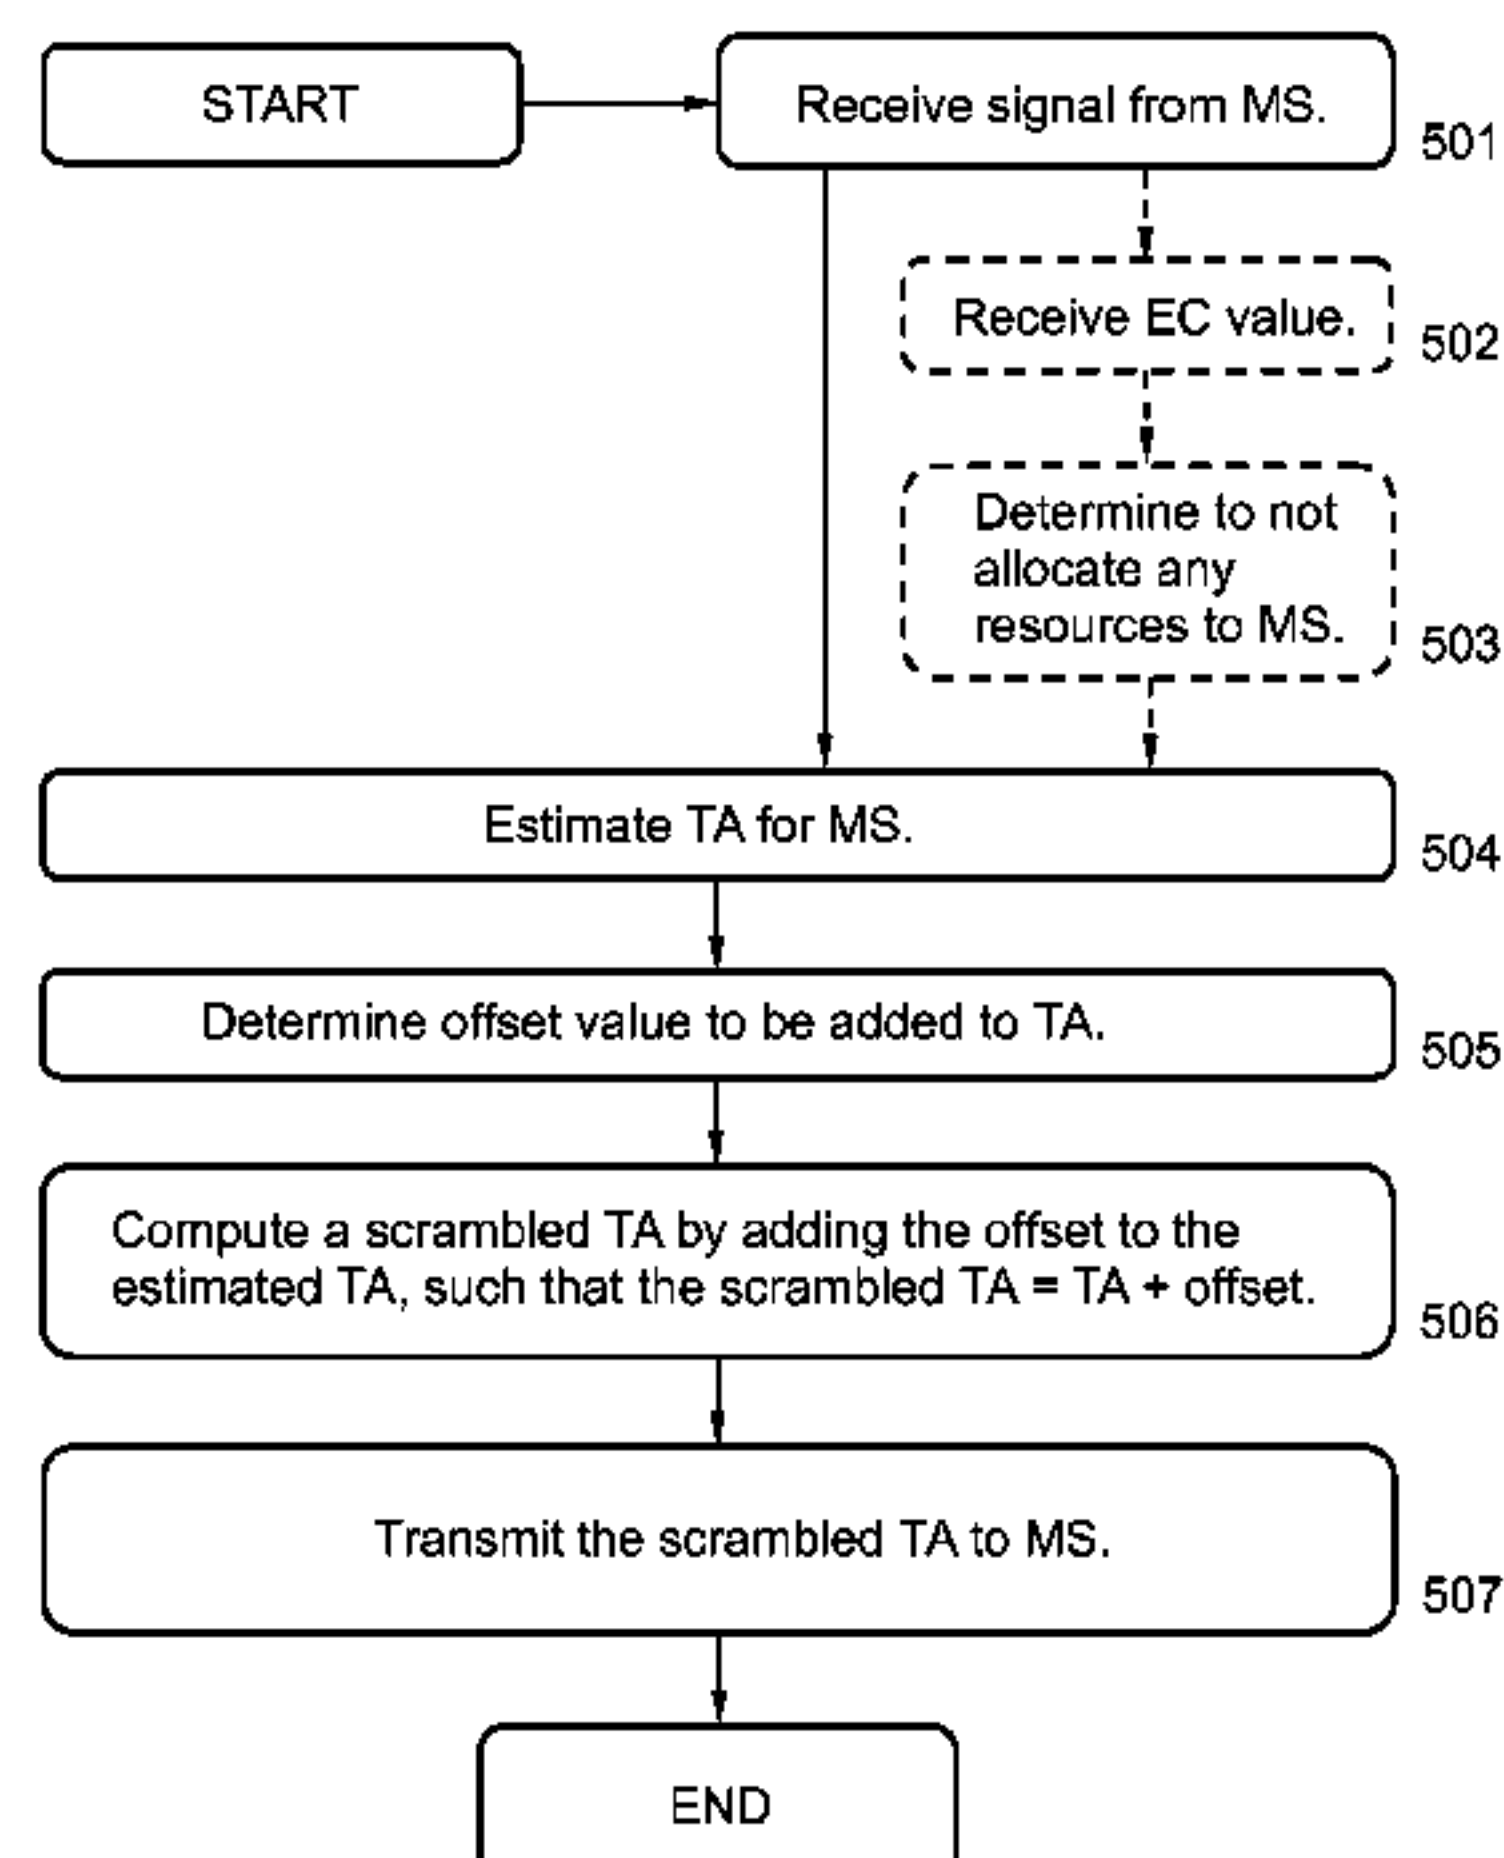 START
Receive signal from MS.
501
Receive EC value.
502
Determine to not
allocate any
resources to MS.
503
Estimate TA for MS.
504
Determine offset value to be added to TA.
505
Compute a scrambled TA by adding the offset to the
estimated TA, such that the scrambled TA = TA + offset.
506
Transmit the scrambled TA to MS.
507
END